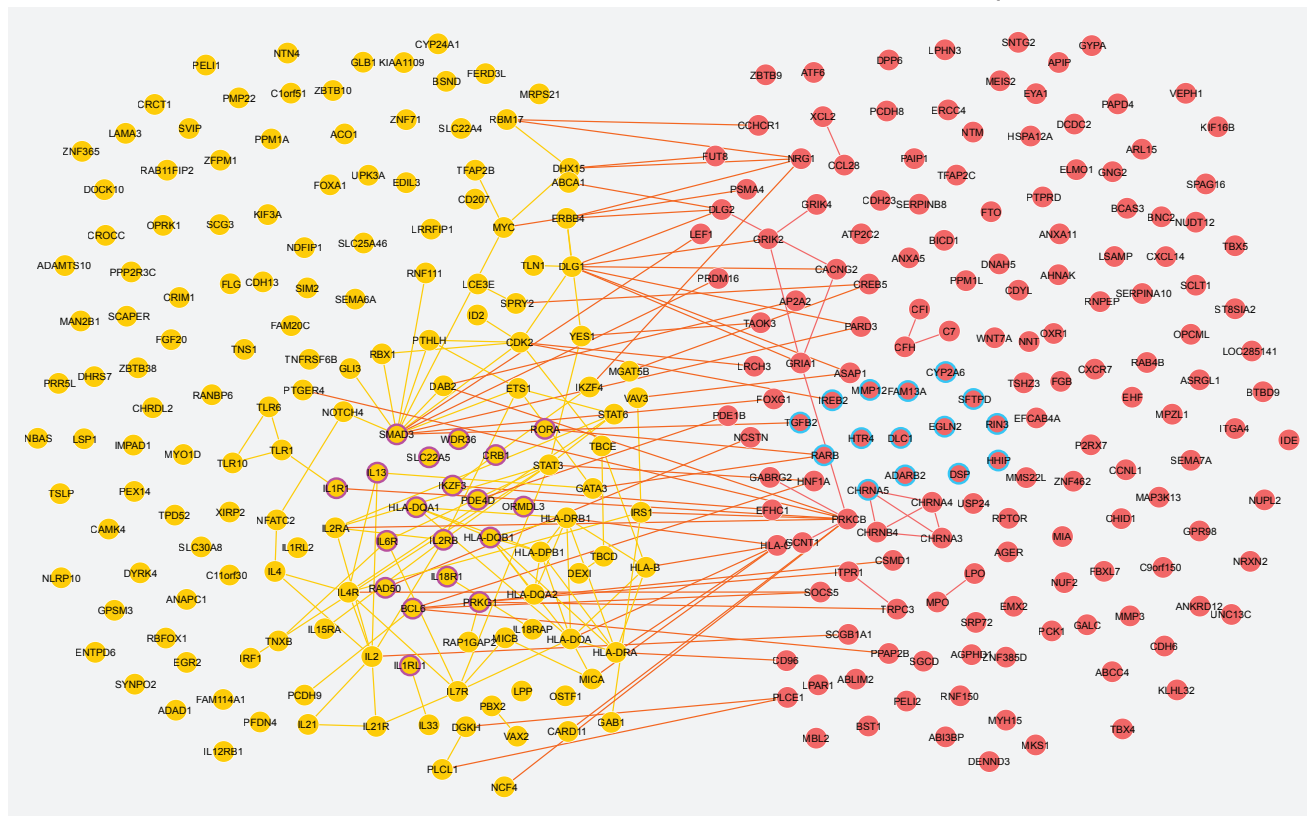 CYP24A1
NTN4
PELI1
GLB1
KIAA1109
BSND
FERD3L
C1orf51
ZBTB10
PMP22
MRPS21
CRCT1
LAMA3
SVIP
ZNF71
SLC22A4
RBM17
ACO1
PPM1A
ZNF365
RAB11FIP2
ZFPM1
DOCK10
FOXA1
UPK3A
EDIL3
TFAP2B
DHX15
ABCA1
CD207
KIF3A
OPRK1
SCG3
CROCC
NDFIP1
SLC25A46
LRRFIP1
MYC
ERBB4
ADAMTS10
PPP2R3C
FLG
CDH13
SIM2
SEMA6A
RNF111
LCE3E
TLN1
DLG1
CRIM1
SPRY2
MAN2B1
SCAPER
ID2
FAM20C
FGF20
TNS1
TNFRSF6B
RBX1
PTHLH
CDK2
YES1
PRR5L
DHRS7
ZBTB38
GLI3
MGAT5B
RANBP6
PTGER4
DAB2
ETS1
IKZF4
CHRDL2
TLR6
NOTCH4
VAV3
STAT6
NBAS
LSP1
IMPAD1
MYO1D
SMAD3
WDR36
RORA
TLR1
TLR10
SLC22A5
CRB1
TBCE
STAT3
IL13
TSLP
PEX14
IL1R1
IKZF3
GATA3
PDE4D
HLA-DQA1
ORMDL3
CAMK4
TPD52
XIRP2
NFATC2
IL2RA
HLA-DRB1
IRS1
SLC30A8
IL1RL2
IL6R
IL2RB
HLA-DQB1
HLA-DPB1
TBCD
NLRP10
DYRK4
C11orf30
IL4
IL18R1
DEXI
HLA-B
GPSM3
ANAPC1
IL4R
RAD50
BCL6
PRKG1
HLA-DQA2
IL15RA
RBFOX1
TNXB
ENTPD6
EGR2
IRF1
IL2
RAP1GAP2
MICB
IL18RAP
HLA-DOA
HLA-DRA
IL1RL1
SYNPO2
FAM114A1
PCDH9
IL7R
LPP
OSTF1
MICA
ADAD1
PFDN4
IL21
IL21R
IL33
DGKH
PBX2
VAX2
CARD11
GAB1
IL12RB1
PLCL1
NCF4
ZBTB9
ATF6
DPP6
LPHN3
SNTG2
GYPA
APIP
MEIS2
EYA1
VEPH1
PAPD4
XCL2
PCDH8
ERCC4
CCHCR1
NTM
HSPA12A
DCDC2
KIF16B
FUT8
NRG1
CCL28
PAIP1
TFAP2C
ARL15
ELMO1
GNG2
SPAG16
PSMA4
PTPRD
DLG2
GRIK4
CDH23
SERPINB8
FTO
BCAS3
BNC2
NUDT12
LEF1
GRIK2
ATP2C2
BICD1
ANXA11
TBX5
ANXA5
LSAMP
CXCL14
PRDM16
CACNG2
CREB5
DNAH5
PPM1L
CDYL
AHNAK
SCLT1
AP2A2
RNPEP
SERPINA10
ST8SIA2
TAOK3
PARD3
CFI
C7
CFH
WNT7A
NNT
OXR1
OPCML
LOC285141
LRCH3
GRIA1
ASAP1
CYP2A6
TSHZ3
FGB
CXCR7
RAB4B
ASRGL1
FOXG1
IREB2
MMP12
FAM13A
SFTPD
EHF
BTBD9
PDE1B
TGFB2
RIN3
EFCAB4A
MPZL1
ITGA4
NCSTN
HTR4
DLC1
EGLN2
P2RX7
IDE
RARB
HHIP
CCNL1
SEMA7A
GABRG2
HNF1A
CHRNA5
ADARB2
DSP
MMS22L
ZNF462
MAP3K13
NUPL2
EFHC1
PRKCB
CHRNA4
USP24
RPTOR
CHID1
GPR98
CHRNB4
CHRNA3
MIA
GCNT1
CSMD1
AGER
FBXL7
C9orf150
NRXN2
ITPR1
LPO
NUF2
SOCS5
TRPC3
MPO
EMX2
SRP72
PCK1
GALC
MMP3
ANKRD12
UNC13C
SCGB1A1
CD96
PPAP2B
SGCD
AGPHD1
ZNF385D
CDH6
ABCC4
KLHL32
LPAR1
ABLIM2
PLCE1
PELI2
RNF150
MYH15
MBL2
BST1
ABI3BP
MKS1
TBX4
DENND3